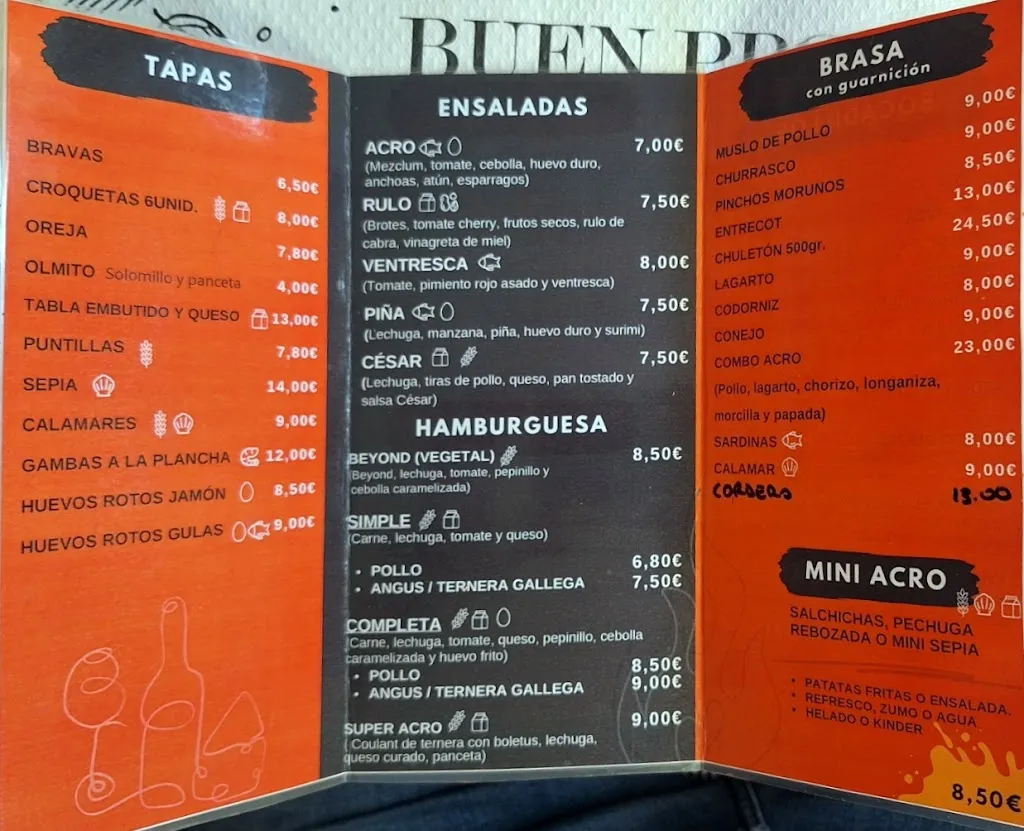 BUEN PRO
TAPAS
BRAVAS 6,50€
CROQUETAS 6UNID. 8,00€
OREJA 7,80€
OLMITO Solomillo y panceta 4,00€
TABLA EMBUTIDO Y QUESO 13,00€
PUNTILLAS 7,80€
SEPIA 14,00€
CALAMARES 9,00€
GAMBAS A LA PLANCHA 12,00€
HUEVOS ROTOS JAMÓN 8,50€
HUEVOS ROTOS GULAS 9,00€
ENSALADAS
ACRO 7,00€
(Mezclum, tomate, cebolla, huevo duro,
anchoas, atún, esparragos)
RULO 7,50€
(Brotes, tomate cherry, frutos secos, rulo de
cabra, vinagreta de miel)
VENTRESCA 8,00€
(Tomate, pimiento rojo asado y ventresca)
PIÑA 7,50€
(Lechuga, manzana, piña, huevo duro y surimi)
CÉSAR 7,50€
(Lechuga, tiras de pollo, queso, pan tostado y
salsa César)
HAMBURGUESA
BEYOND (VEGETAL) 8,50€
(Beyond, lechuga, tomate, pepinillo y
cebolla caramelizada)
SIMPLE
(Carne, lechuga, tomate y queso)
• POLLO 6,80€
• ANGUS / TERNERA GALLEGA 7,50€
COMPLETA
(Carne, lechuga, tomate, queso, pepinillo, cebolla
caramelizada y huevo frito)
• POLLO 8,50€
• ANGUS / TERNERA GALLEGA 9,00€
SUPER ACRO 9,00€
( Coulant de ternera con boletus, lechuga,
queso curado, panceta)
BRASA
con guarnición
MUSLO DE POLLO 9,00€
CHURRASCO 9,00€
PINCHOS MORUNOS 8,50€
ENTRECOT 13,00€
CHULETÓN 500gr. 24,50€
LAGARTO 9,00€
CODORNIZ 8,00€
CONEJO 9,00€
COMBO ACRO 23,00€
(Pollo, lagarto, chorizo, longaniza,
morcilla y papada)
SARDINAS 8,00€
CALAMAR 9,00€
CORDERO 13.00
MINI ACRO
SALCHICHAS, PECHUGA
REBOZADA O MINI SEPIA
• PATATAS FRITAS O ENSALADA.
• REFRESCO, ZUMO O AGUA
• HELADO O KINDER
8,50€